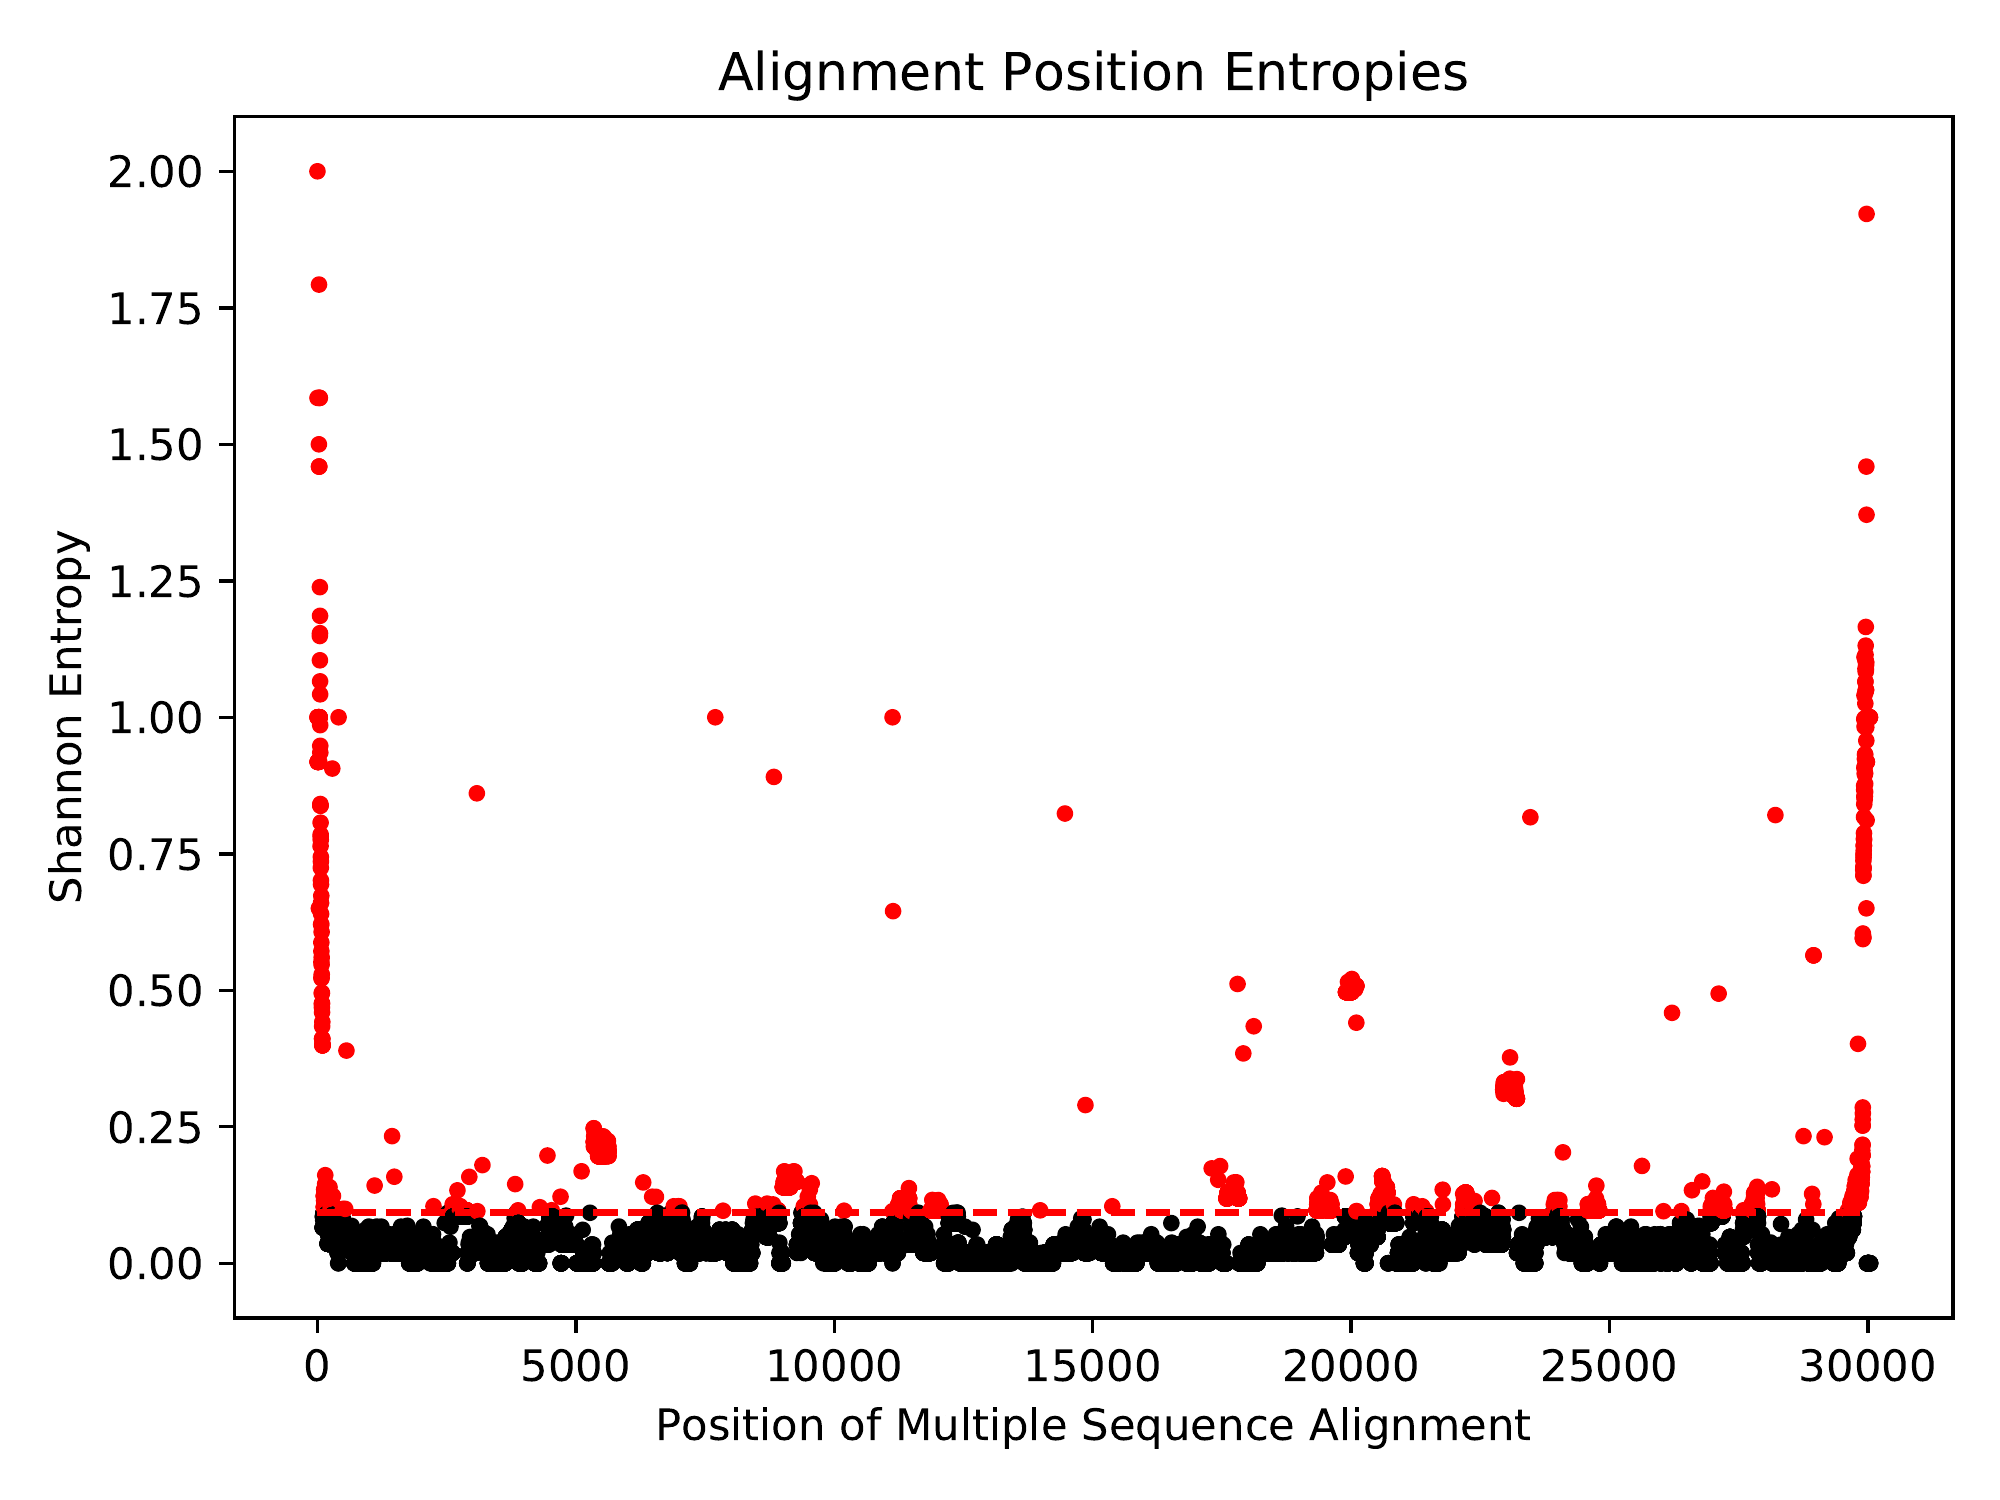 Alignment Position Entropies
2.00
1.75
1.50
1.25
1.00
0.75
0.50
0.25
0.00
Shannon Entropy
0 5000 10000 15000 20000 25000 30000
Position of Multiple Sequence Alignment